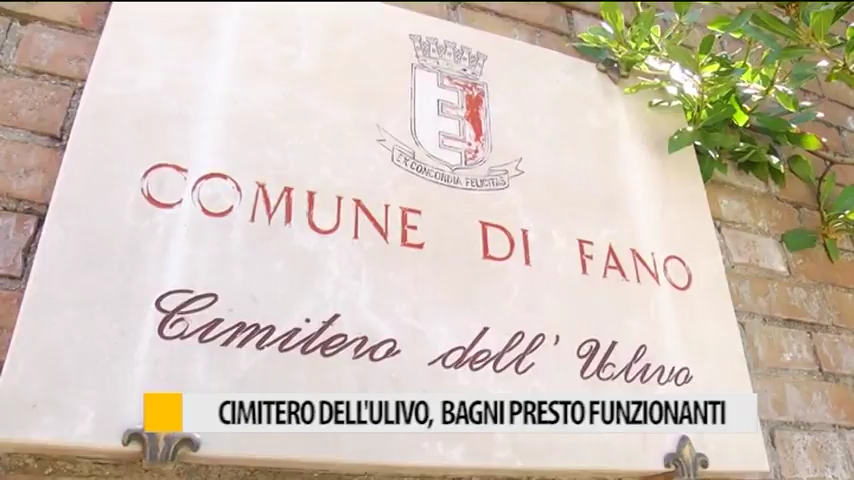 EX CONCORDIA FELICITAS
COMUNE DI FANO
Cimitero dell' Ulivo
CIMITERO DELL'ULIVO, BAGNI PRESTO FUNZIONANTI